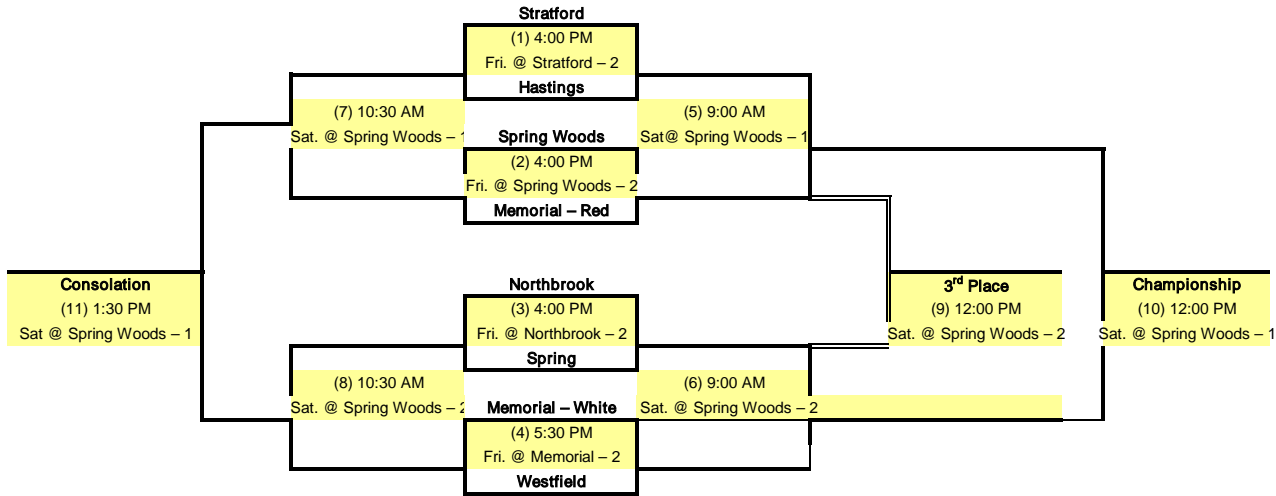 Stratford
(1) 4:00 PM
Fri. @ Stratford – 2
Hastings
(7) 10:30 AM
Sat. @ Spring Woods – 1
(5) 9:00 AM
Sat@ Spring Woods – 1
Spring Woods
(2) 4:00 PM
Fri. @ Spring Woods – 2
Memorial – Red
Consolation
(11) 1:30 PM
Sat @ Spring Woods – 1
Northbrook
(3) 4:00 PM
Fri. @ Northbrook – 2
Spring
3rd Place
(9) 12:00 PM
Sat. @ Spring Woods – 2
Championship
(10) 12:00 PM
Sat. @ Spring Woods – 1
(8) 10:30 AM
Sat. @ Spring Woods – 2
(6) 9:00 AM
Sat. @ Spring Woods – 2
Memorial – White
(4) 5:30 PM
Fri. @ Memorial – 2
Westfield